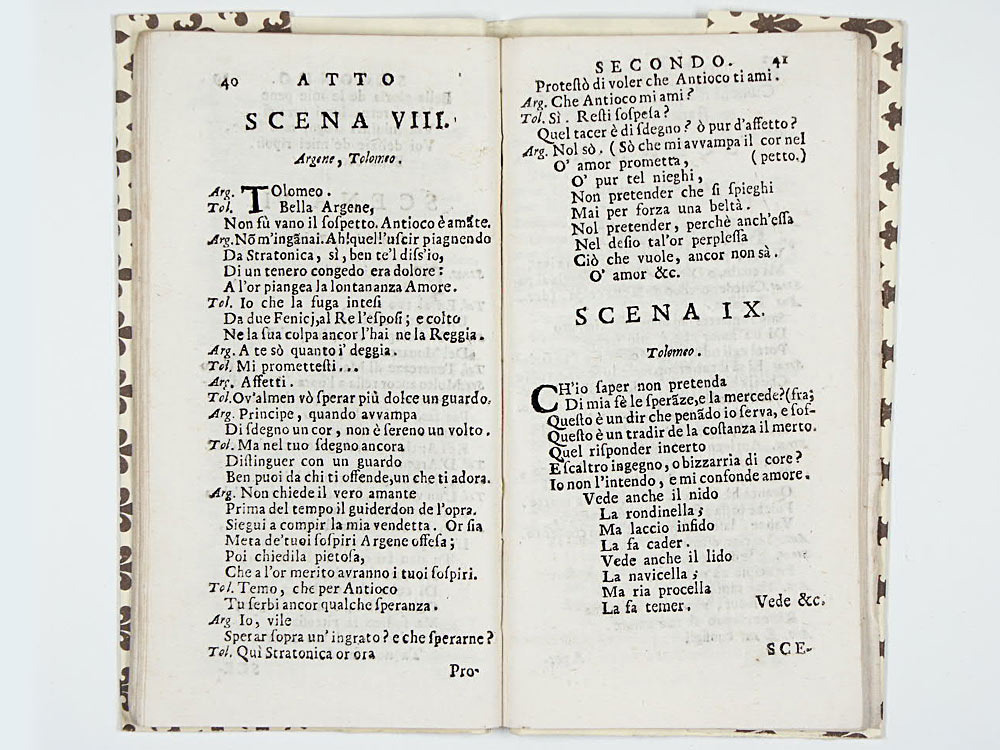 40 ATTO
SCENA VIII.
Argene, Tolomeo.
Arg. TOlomeo.
Tol. Bella Argene,
Non fù vano il ſoſpetto. Antioco è amāte.
Arg. Nō m'ingānai. Ah! quell'uſcir piagnendo
Da Stratonica, sì, ben te'l diſs'io,
Di un tenero congedo era dolore:
A l'or piangea la lontananza Amore.
Tol. Io che la fuga inteſi
Da due Fenicj, al Re l'eſpoſi; e colto
Ne la ſua colpa ancor l'hai ne la Reggia.
Arg. A te sò quanto i' deggia.
Tol. Mi promettesti...
Arg. Affetti.
Tol. Ov'almen vò ſperar più dolce un guardo.
Arg. Principe, quando avvampa
Di ſdegno un cor, non è ſereno un volto.
Tol. Ma nel tuo ſdegno ancora
Diſtinguer con un guardo
Ben puoi da chi ti offende, un che ti adora.
Arg. Non chiede il vero amante
Prima del tempo il guiderdon de l'opra.
Siegui a compir la mia vendetta. Or ſia
Meta de' tuoi ſoſpiri Argene offeſa;
Poi chiedila pietoſa,
Che a l'or merito avranno i tuoi ſoſpiri.
Tol. Temo, che per Antioco
Tu ſerbi ancor qualche ſperanza.
Arg Io, vile
Sperar ſopra un' ingrato? e che ſperarne?
Tol. Quì Stratonica or ora
Pro-
SECONDO. 41
Proteſtò di voler che Antioco ti ami.
Arg. Che Antioco mi ami?
Tol. Sì. Reſti ſoſpeſa?
Quel tacer è di ſdegno? ò pur d'affetto?
Arg. Nol sò. (Sò che mi avvampa il cor nel
O' amor prometta, (petto.)
O' pur tel nieghi,
Non pretender che ſi ſpieghi
Mai per forza una beltà.
Nol pretender, perchè anch'eſſa
Nel deſio tal'or perpleſſa
Ciò che vuole, ancor non sà.
O' amor &c.
SCENA IX.
Tolomeo.
CH'io ſaper non pretenda
Di mia fè le ſperāze, e la mercede? (fra;
Queſto è un dir che penādo io ſerva, e ſof-
Queſto è un tradir de la coſtanza il merto.
Quel riſponder incerto
E ſcaltro ingegno, o bizzarria di core?
Io non l'intendo, e mi confonde amore.
Vede anche il nido
La rondinella;
Ma laccio infido
La fa cader.
Vede anche il lido
La navicella;
Ma ria procella
La fa temer. Vede &c.
SCE-